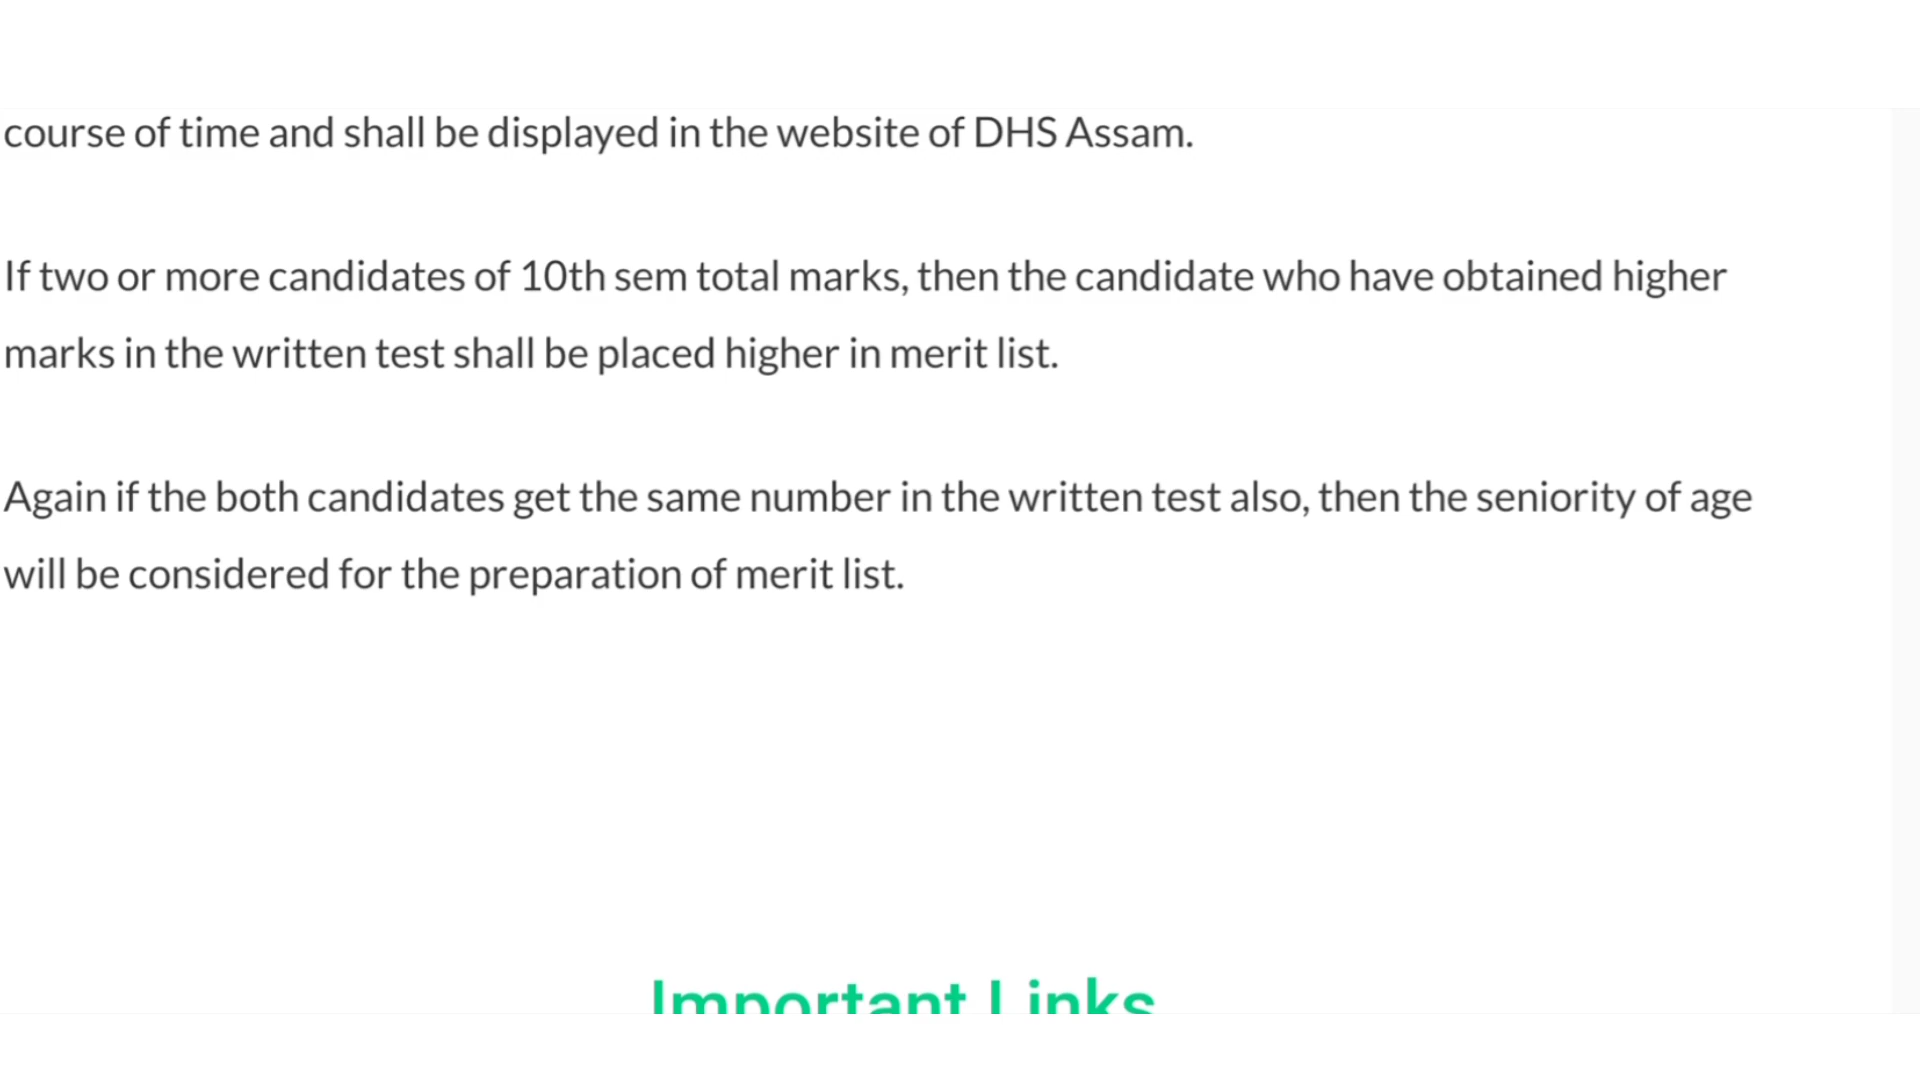 course of time and shall be displayed in the website of DHS Assam.
If two or more candidates of 10th sem total marks, then the candidate who have obtained higher
marks in the written test shall be placed higher in merit list.
Again if the both candidates get the same number in the written test also, then the seniority of age
will be considered for the preparation of merit list.
Important Links